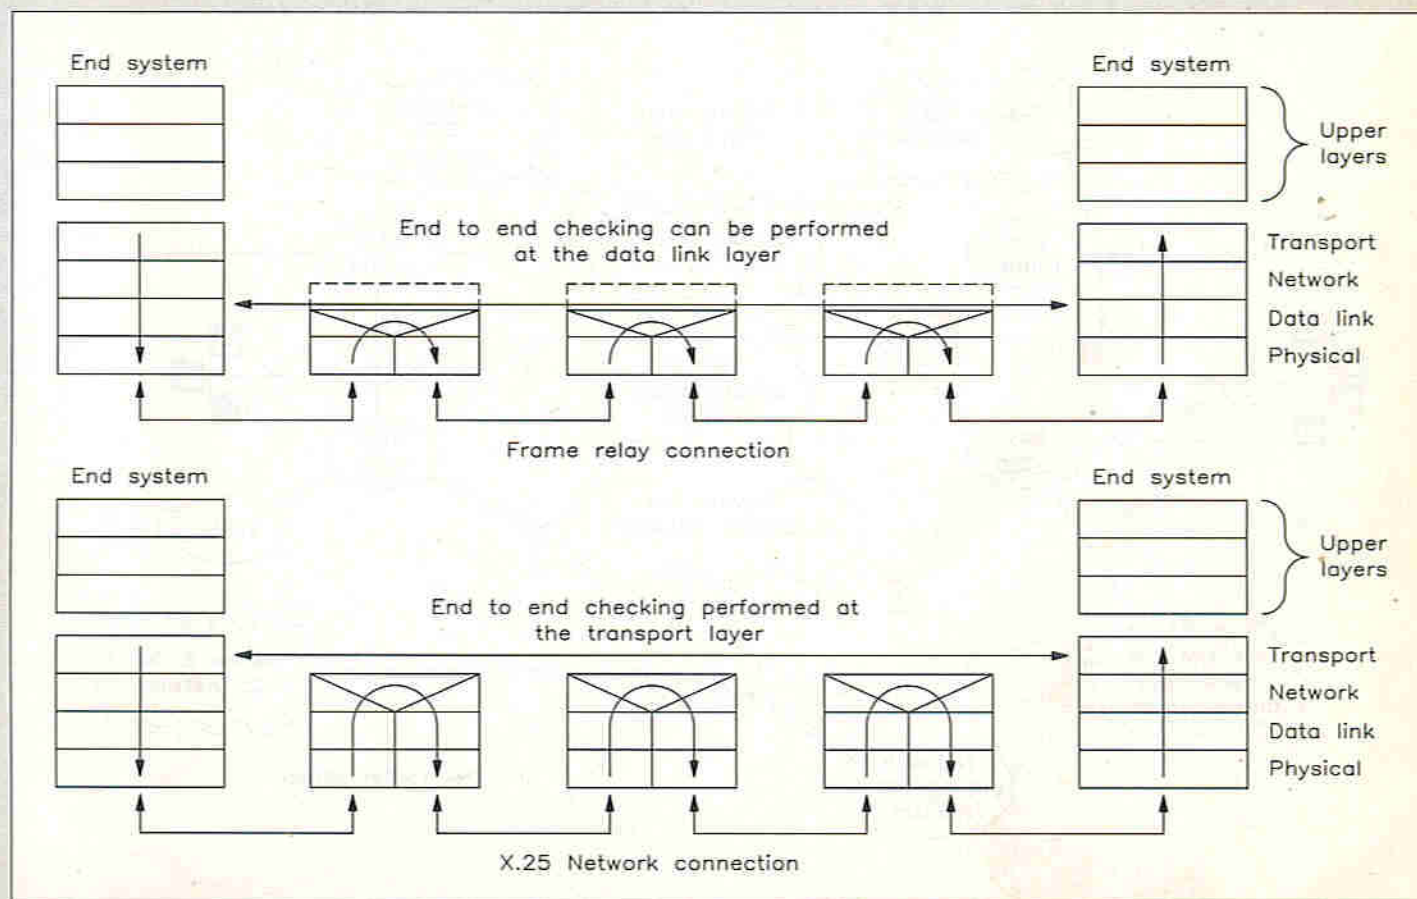 End system
End system
Upper
layers
End to end checking can be performed
at the data link layer
Transport
Network
Data link
Physical
Frame relay connection
End system
End system
Upper
layers
End to end checking performed at
the transport layer
Transport
Network
Data link
Physical
X.25 Network connection